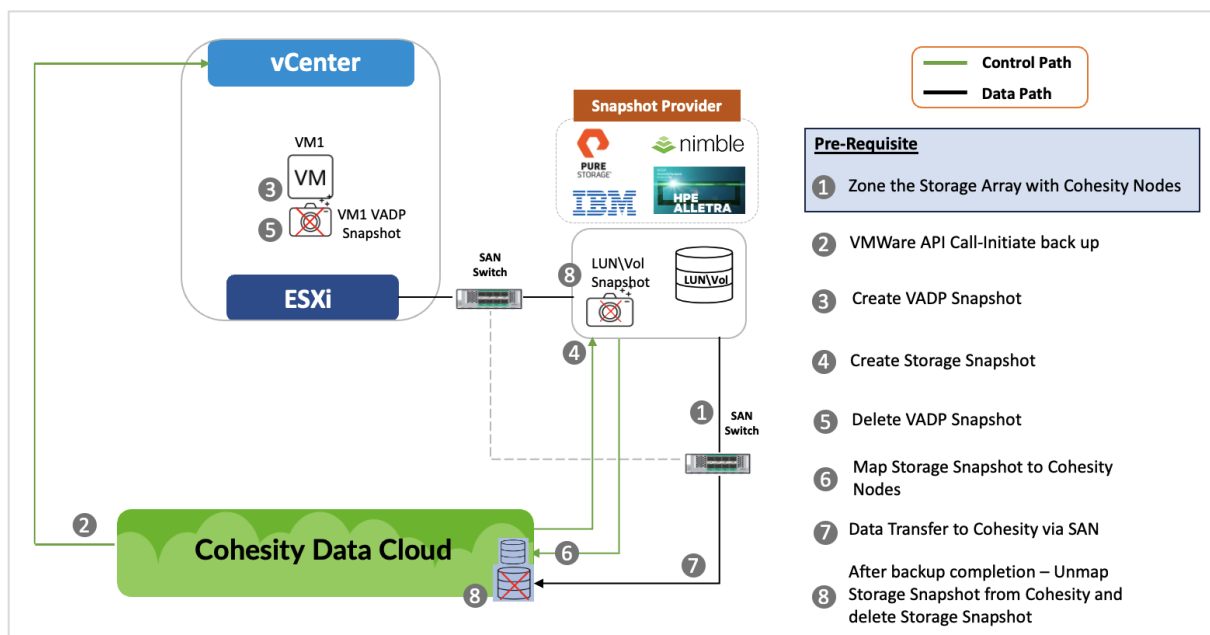 vCenter
VM1
VM
3
5
VM1 VADP
Snapshot
ESXi
SAN
Switch
Snapshot Provider
PURE
STORAGE®
nimble
IBM
HPE
ALLETRA
8
LUN\Vol
Snapshot
LUN\Vol
4
1
SAN
Switch
2
Cohesity Data Cloud
6
7
8
Control Path
Data Path
Pre-Requisite
1 Zone the Storage Array with Cohesity Nodes
2 VMWare API Call-Initiate back up
3 Create VADP Snapshot
4 Create Storage Snapshot
5 Delete VADP Snapshot
6 Map Storage Snapshot to Cohesity
Nodes
7 Data Transfer to Cohesity via SAN
After backup completion – Unmap
8 Storage Snapshot from Cohesity and
delete Storage Snapshot